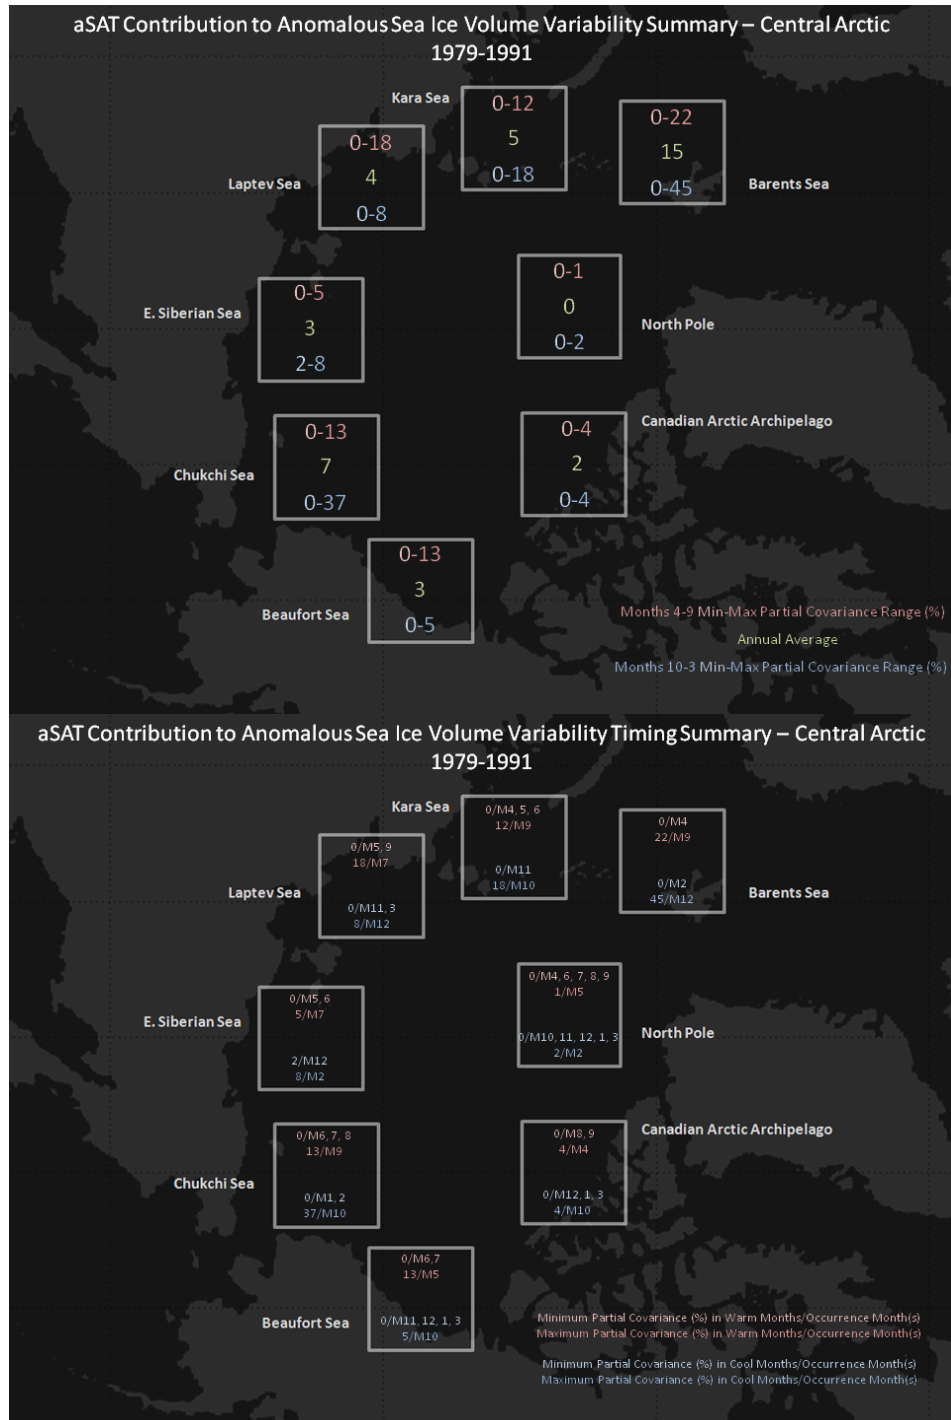 aSAT Contribution to Anomalous Sea Ice Volume Variability Summary – Central Arctic
1979-1991
Kara Sea
0-12
5
0-18
0-22
15
0-45
Barents Sea
Laptev Sea
0-18
4
0-8
E. Siberian Sea
0-5
3
2-8
0-1
0
0-2
North Pole
Chukchi Sea
0-13
7
0-37
0-4
2
0-4
Canadian Arctic Archipelago
Beaufort Sea
0-13
3
0-5
Months 4-9 Min-Max Partial Covariance Range (%)
Annual Average
Months 10-3 Min-Max Partial Covariance Range (%)
aSAT Contribution to Anomalous Sea Ice Volume Variability Timing Summary – Central Arctic
1979-1991
Kara Sea
0/M4, 5, 6
12/M9
0/M11
18/M10
0/M4
22/M9
0/M2
45/M12
Barents Sea
Laptev Sea
0/M5, 9
18/M7
0/M11, 3
8/M12
E. Siberian Sea
0/M5, 6
5/M7
2/M12
8/M2
0/M4, 6, 7, 8, 9
1/M5
0/M10, 11, 12, 1, 3
2/M2
North Pole
Chukchi Sea
0/M6, 7, 8
13/M9
0/M1, 2
37/M10
0/M8, 9
4/M4
0/M12, 1, 3
4/M10
Canadian Arctic Archipelago
Beaufort Sea
0/M6,7
13/M5
0/M11, 12, 1, 3
5/M10
Minimum Partial Covariance (%) in Warm Months/Occurrence Month(s)
Maximum Partial Covariance (%) in Warm Months/Occurrence Month(s)
Minimum Partial Covariance (%) in Cool Months/Occurrence Month(s)
Maximum Partial Covariance (%) in Cool Months/Occurrence Month(s)